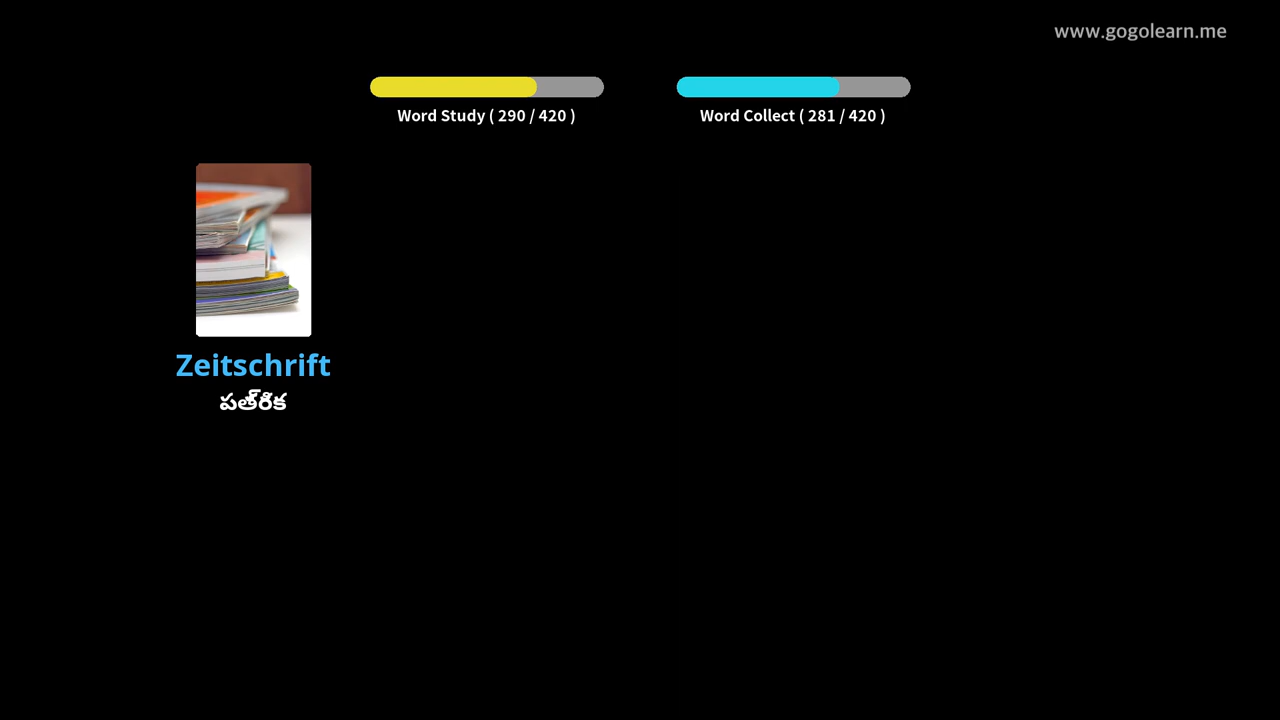 www.gogolearn.me
Word Study ( 290 / 420 )
Word Collect ( 281 / 420 )
Zeitschrift
పత్రిక